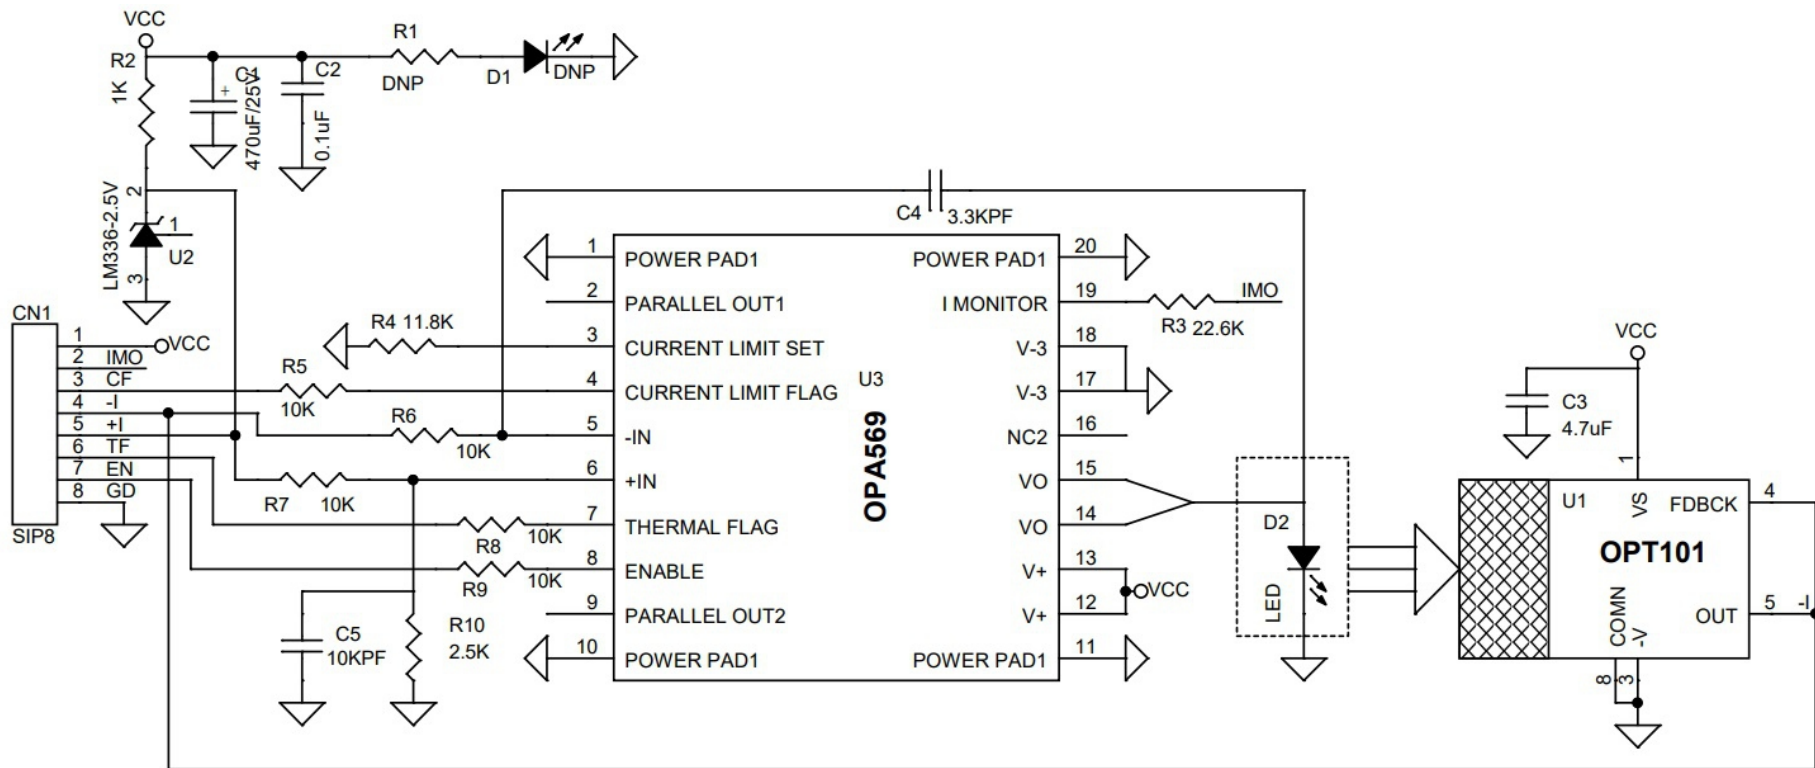 VCC
R2
1K
C1
+
470uF/25V
C2
0.1uF
R1
DNP
D1
DNP
LM336-2.5V
2
1
U2
3
CN1
1
VCC
2
IMO
3
CF
4
-I
5
+I
6
TF
7
EN
8
GD
SIP8
R4 11.8K
R5
10K
R6
10K
R7
10K
R8
10K
R9
10K
C5
10KPF
R10
2.5K
C4
3.3KPF
1
POWER PAD1
2
PARALLEL OUT1
3
CURRENT LIMIT SET
4
CURRENT LIMIT FLAG
5
-IN
6
+IN
7
THERMAL FLAG
8
ENABLE
9
PARALLEL OUT2
10
POWER PAD1
U3
OPA569
POWER PAD1
20
I MONITOR
19
V-3
18
V-3
17
NC2
16
VO
15
VO
14
V+
13
V+
12
POWER PAD1
11
IMO
R3 22.6K
VCC
D2
LED
VCC
C3
4.7uF
1
U1
VS
FDBCK
4
OPT101
COMN
-V
OUT
5
-I
8
3